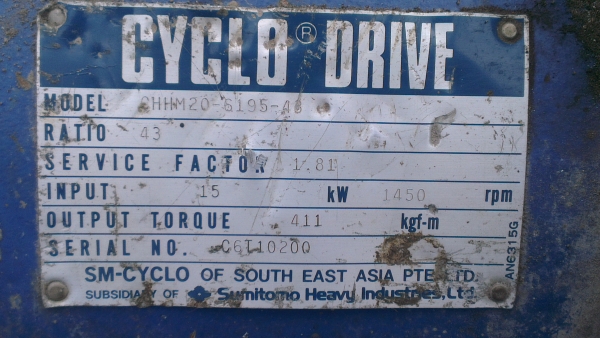 CYCLO® DRIVE
MODEL CHHM20-6195-43
RATIO 43
SERVICE FACTOR 1.81
INPUT 15 kW 1450 rpm
OUTPUT TORQUE 411 kgf-m
SERIAL NO.
SM-CYCLO OF SOUTH EAST ASIA PTE. LTD.
SUBSIDIARY OF Sumitomo Heavy Industries, Ltd.
AN6315G